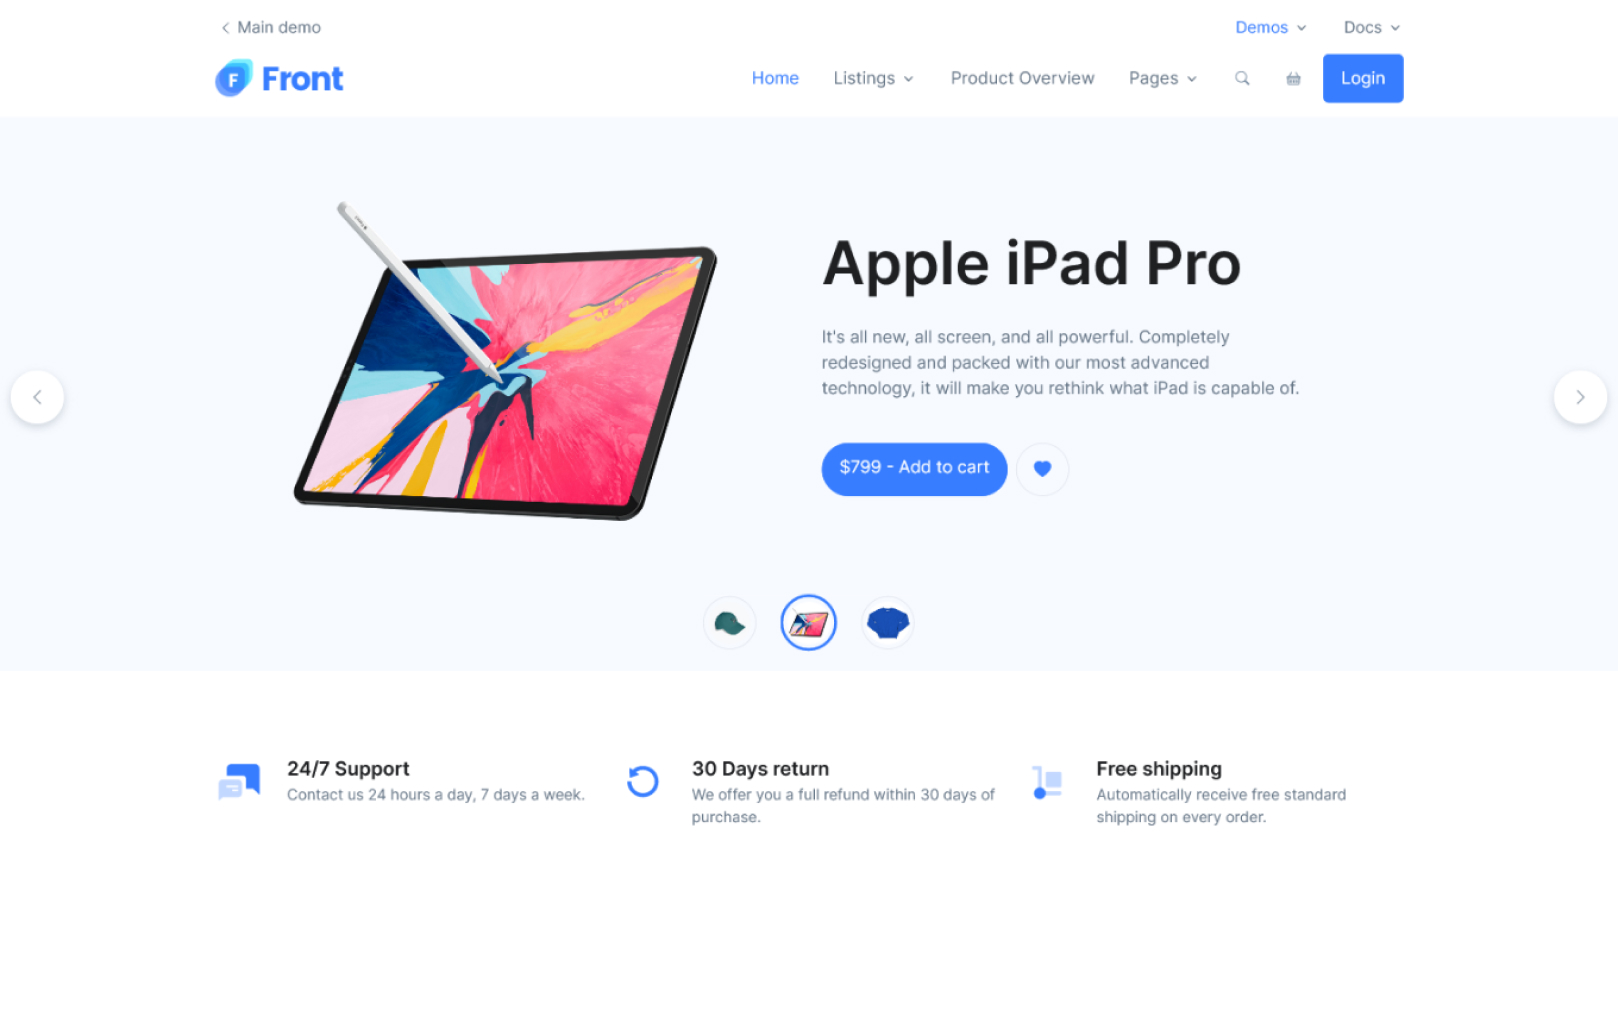 Main demo
Demos
Docs
F Front
Home
Listings
Product Overview
Pages
Login
Apple iPad Pro
It's all new, all screen, and all powerful. Completely
redesigned and packed with our most advanced
technology, it will make you rethink what iPad is capable of.
$799 - Add to cart
24/7 Support
Contact us 24 hours a day, 7 days a week.
30 Days return
We offer you a full refund within 30 days of
purchase.
Free shipping
Automatically receive free standard
shipping on every order.